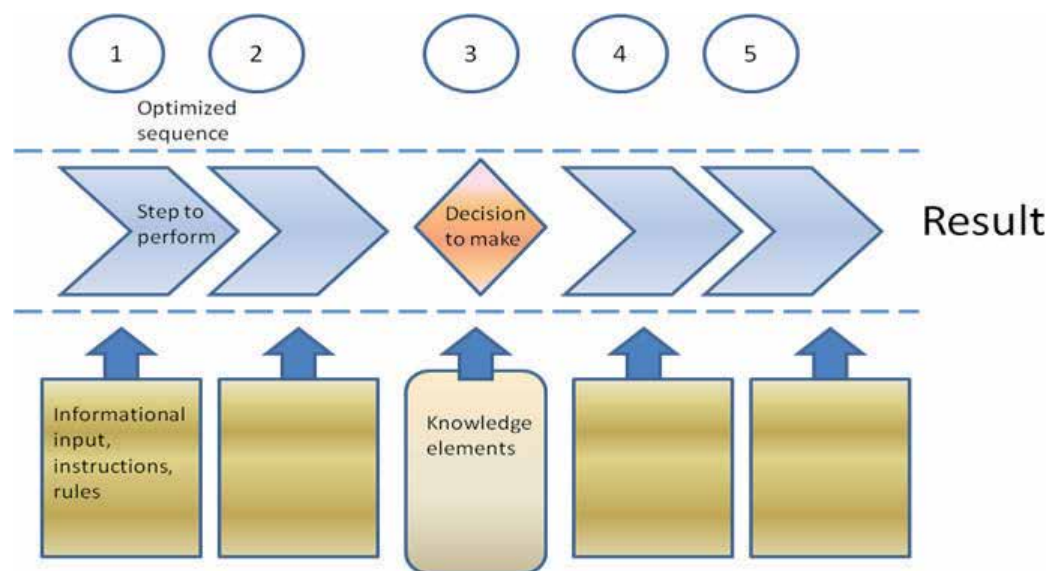 1
2
3
4
5
Optimized
sequence
Step to
perform
Decision
to make
Result
Informational
input,
instructions,
rules
Knowledge
elements